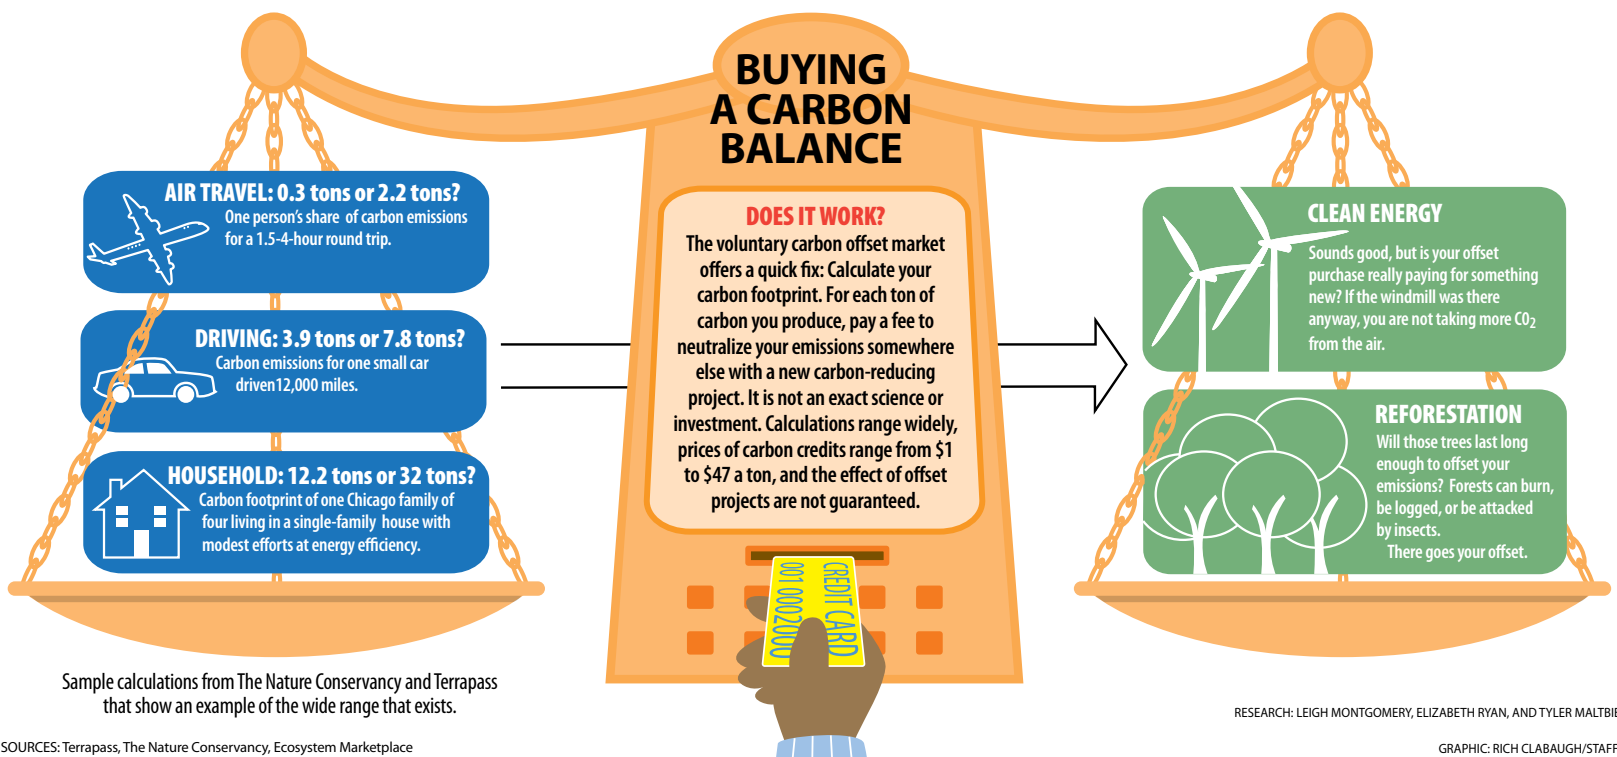 BUYING
A CARBON
BALANCE
AIR TRAVEL: 0.3 tons or 2.2 tons?
One person's share of carbon emissions
for a 1.5-4-hour round trip.
DRIVING: 3.9 tons or 7.8 tons?
Carbon emissions for one small car
driven12,000 miles.
HOUSEHOLD: 12.2 tons or 32 tons?
Carbon footprint of one Chicago family of
four living in a single-family house with
modest efforts at energy efficiency.
DOES IT WORK?
The voluntary carbon offset market
offers a quick fix: Calculate your
carbon footprint. For each ton of
carbon you produce, pay a fee to
neutralize your emissions somewhere
else with a new carbon-reducing
project. It is not an exact science or
investment. Calculations range widely,
prices of carbon credits range from $1
to $47 a ton, and the effect of offset
projects are not guaranteed.
CREDIT CARD
001 0002000
CLEAN ENERGY
Sounds good, but is your offset
purchase really paying for something
new? If the windmill was there
anyway, you are not taking more CO2
from the air.
REFORESTATION
Will those trees last long
enough to offset your
emissions? Forests can burn,
be logged, or be attacked
by insects.
There goes your offset.
Sample calculations from The Nature Conservancy and Terrapass
that show an example of the wide range that exists.
SOURCES: Terrapass, The Nature Conservancy, Ecosystem Marketplace
RESEARCH: LEIGH MONTGOMERY, ELIZABETH RYAN, AND TYLER MALTBIE
GRAPHIC: RICH CLABAUGH/STAFF